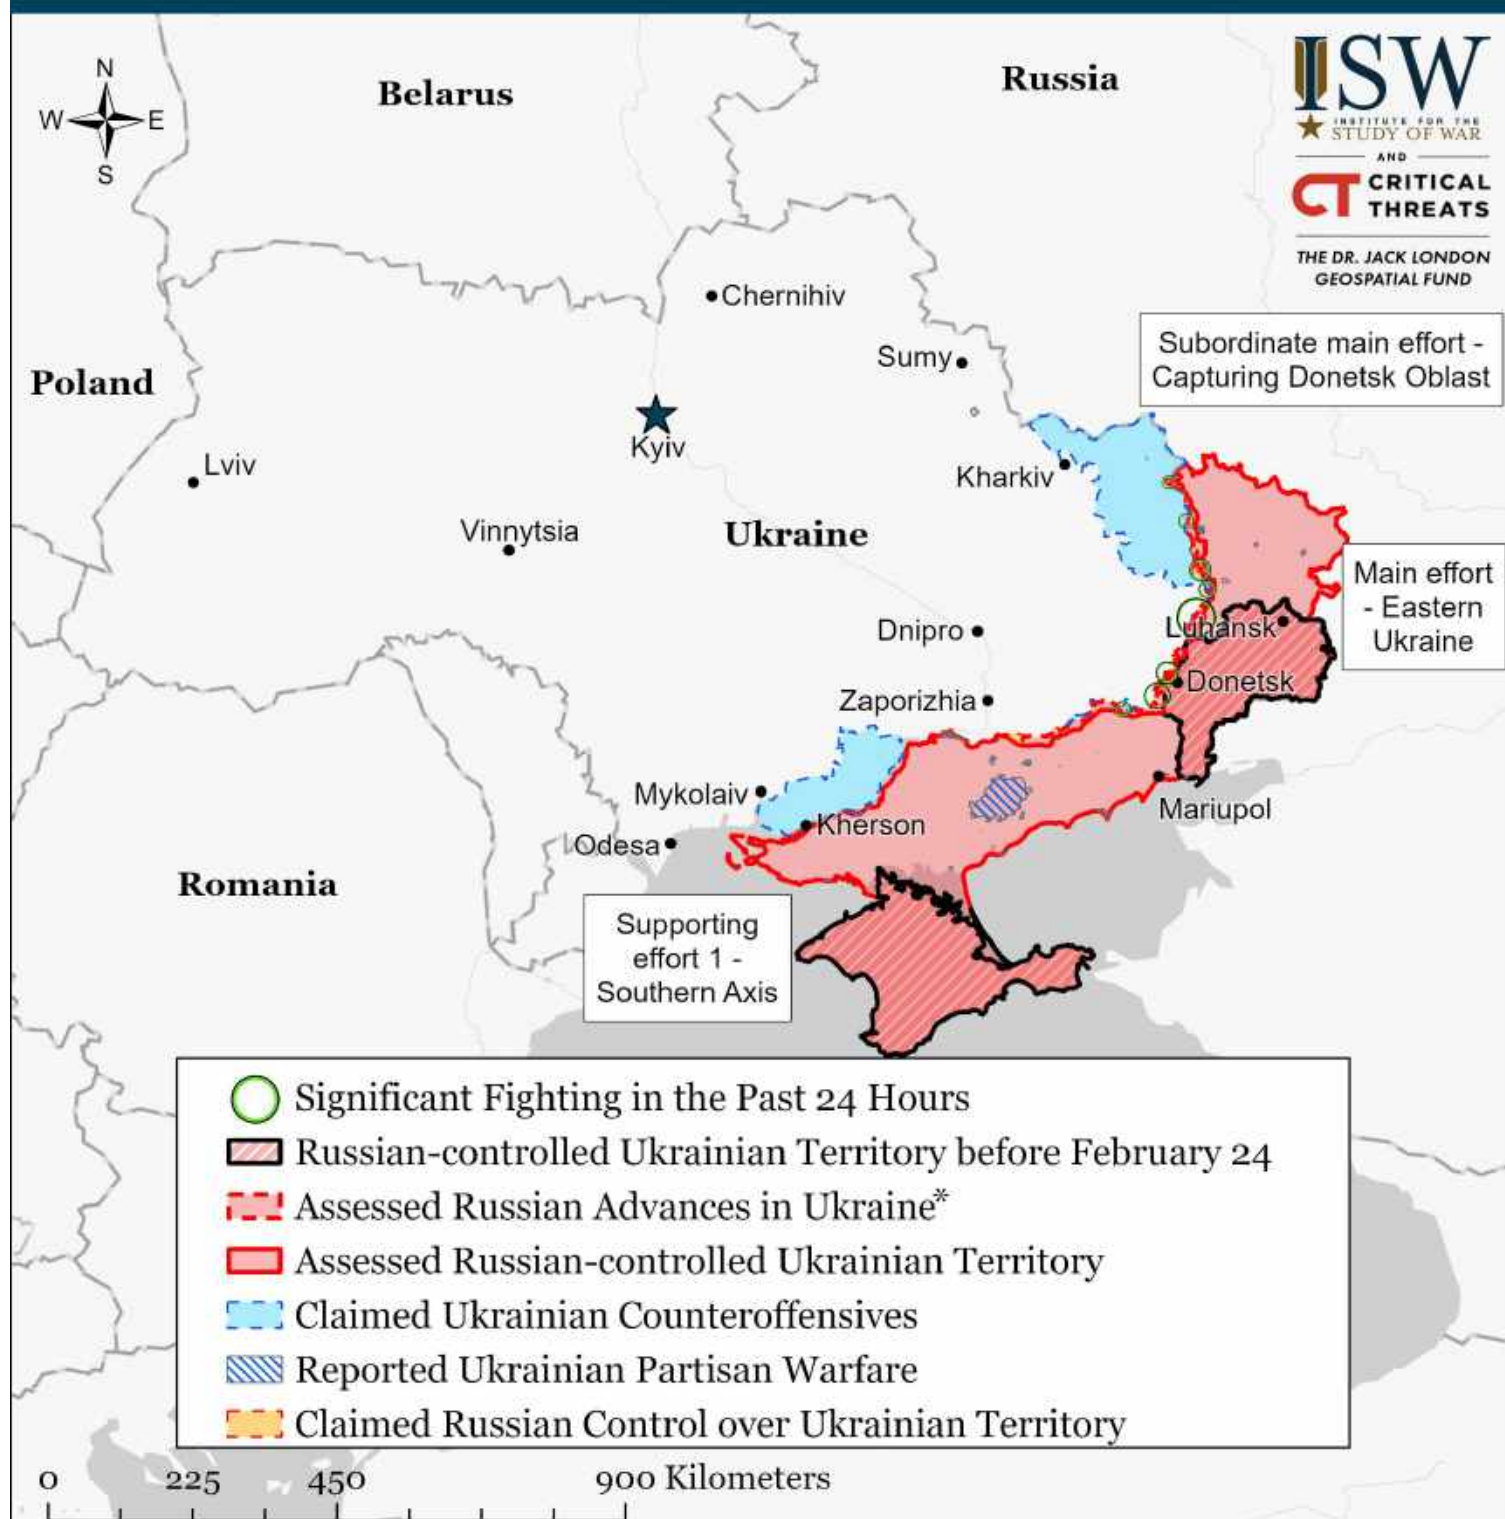 N
W E
S
Belarus
Russia
ISW
INSTITUTE FOR THE
STUDY OF WAR
AND
CT CRITICAL
THREATS
THE DR. JACK LONDON
GEOSPATIAL FUND
Chernihiv
Sumy
Subordinate main effort -
Capturing Donetsk Oblast
Poland
Kyiv
Lviv
Kharkiv
Vinnytsia
Ukraine
Main effort
- Eastern
Ukraine
Dnipro
Luhansk
Donetsk
Zaporizhia
Mykolaiv
Mariupol
Kherson
Odesa
Romania
Supporting
effort 1 -
Southern Axis
Significant Fighting in the Past 24 Hours
Russian-controlled Ukrainian Territory before February 24
Assessed Russian Advances in Ukraine*
Assessed Russian-controlled Ukrainian Territory
Claimed Ukrainian Counteroffensives
Reported Ukrainian Partisan Warfare
Claimed Russian Control over Ukrainian Territory
0 225 450 900 Kilometers